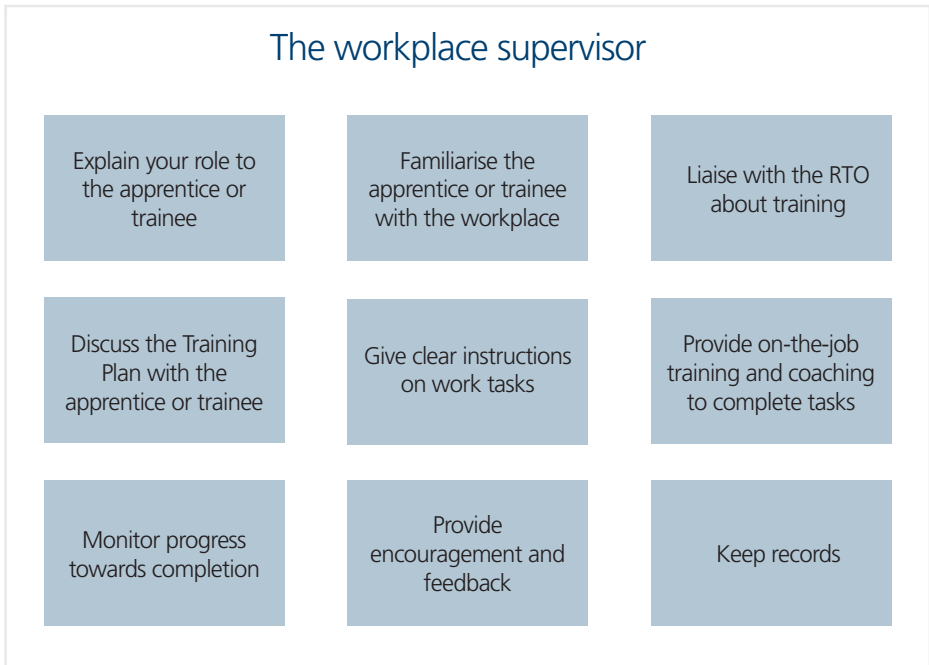 The workplace supervisor
Explain your role to
the apprentice or
trainee
Familiarise the
apprentice or trainee
with the workplace
Liaise with the RTO
about training
Discuss the Training
Plan with the
apprentice or trainee
Give clear instructions
on work tasks
Provide on-the-job
training and coaching
to complete tasks
Monitor progress
towards completion
Provide
encouragement and
feedback
Keep records